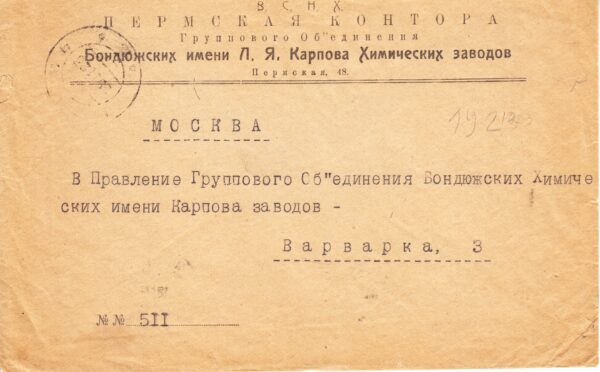 В. С. Н. Х.
ПЕРМСКАЯ КОНТОРА
Группового Об"единения
Бондюжских имени Л. Я. Карпова Химических заводов
Пермская, 48.
МОСКВА
В Правление Группового Об"единения Бондюжских Химиче
ских имени Карпова заводов -
Варварка, 3
№№ 5II